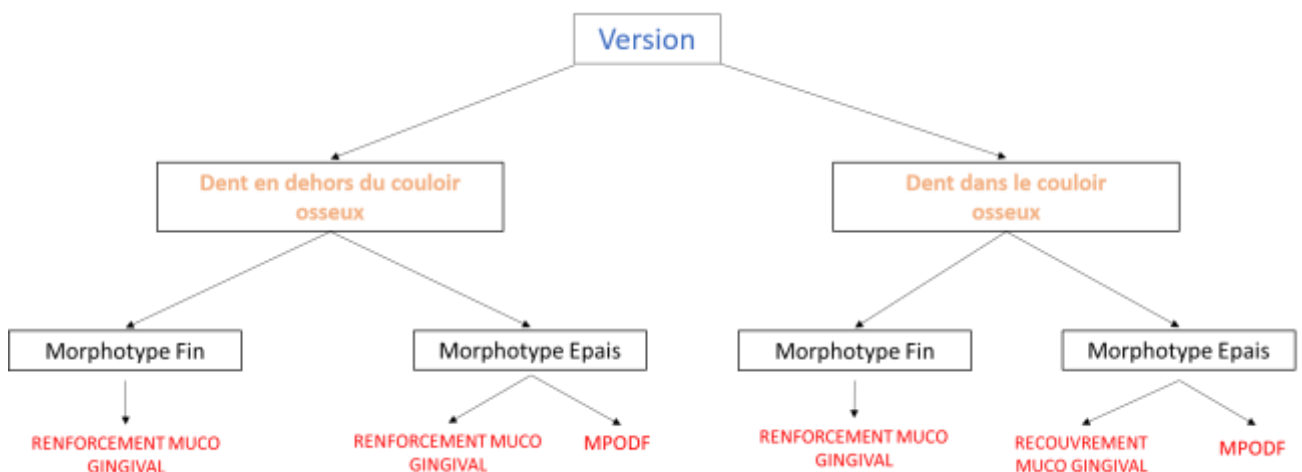 Version
Dent en dehors du couloir
osseux
Dent dans le couloir
osseux
Morphotype Fin
Morphotype Epais
Morphotype Fin
Morphotype Epais
RENFORCEMENT MUCO
GINGIVAL
RENFORCEMENT MUCO
GINGIVAL
MPODF
RENFORCEMENT MUCO
GINGIVAL
RECOUVREMENT
MUCO GINGIVAL
MPODF